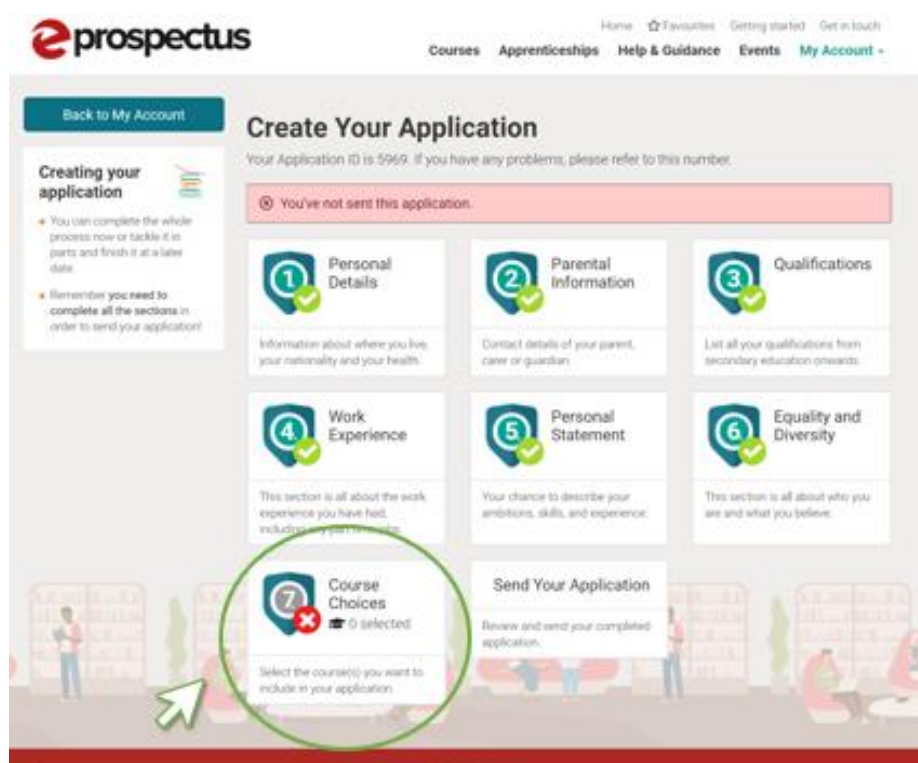 eprospectus
Home Favourites Getting started Get in touch
Courses Apprenticeships Help & Guidance Events My Account
Back to My Account
Creating your
application
You can complete the whole
process now or tackle it in
parts and finish it at a later
date
Remember you need to
complete all the sections in
order to send your application!
Create Your Application
Your Application ID is 5969. If you have any problems, please refer to this number.
You've not sent this application.
1
Personal
Details
Information about where you live,
your nationality and your health.
2
Parental
Information
Contact details of your parent,
carer or guardian.
3
Qualifications
List all your qualifications from
secondary education onwards.
4
Work
Experience
This section is all about the work
experience you have had,
including any part
5
Personal
Statement
Your chance to describe your
ambitions, skills, and experience.
6
Equality and
Diversity
This section is all about who you
are and what you believe.
7
Course
Choices
0 selected
Select the course(s) you want to
include in your application
Send Your Application
Review and send your completed
application.